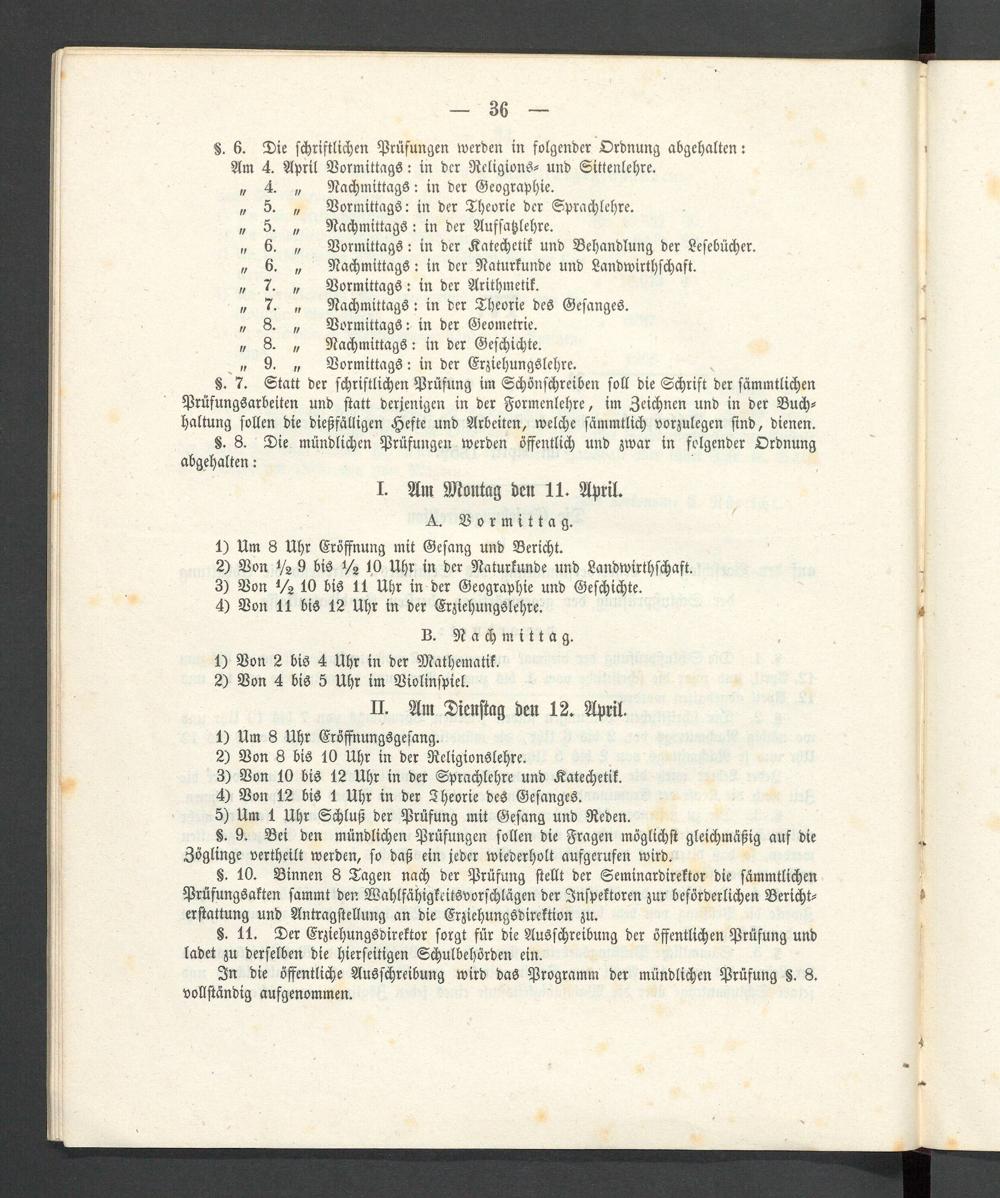 — 36 —
§. 6. Die schriftlichen Prüfungen werden in folgender Ordnung abgehalten:
Am 4. April Vormittags: in der Religions- und Sittenlehre.
„ 4. „ Nachmittags: in der Geographie.
„ 5. „ Vormittags: in der Theorie der Sprachlehre.
„ 5. „ Nachmittags: in der Aufsatzlehre.
„ 6. „ Vormittags: in der Katechetik und Behandlung der Lesebücher.
„ 6. „ Nachmittags: in der Naturkunde und Landwirthschaft.
„ 7. „ Vormittags: in der Arithmetik.
„ 7. „ Nachmittags: in der Theorie des Gesanges.
„ 8. „ Vormittags: in der Geometrie.
„ 8. „ Nachmittags: in der Geschichte.
„ 9. „ Vormittags: in der Erziehungslehre.
§. 7. Statt der schriftlichen Prüfung im Schönschreiben soll die Schrift der sämmtlichen
Prüfungsarbeiten und statt derjenigen in der Formenlehre, im Zeichnen und in der Buch-
haltung sollen die dießfälligen Hefte und Arbeiten, welche sämmtlich vorzulegen sind, dienen.
§. 8. Die mündlichen Prüfungen werden öffentlich und zwar in folgender Ordnung
abgehalten:
I. Am Montag den 11. April.
A. Vormittag.
1) Um 8 Uhr Eröffnung mit Gesang und Bericht.
2) Von ½ 9 bis ½ 10 Uhr in der Naturkunde und Landwirthschaft.
3) Von ½ 10 bis 11 Uhr in der Geographie und Geschichte.
4) Von 11 bis 12 Uhr in der Erziehungslehre.
B. Nachmittag.
1) Von 2 bis 4 Uhr in der Mathematik.
2) Von 4 bis 5 Uhr im Violinspiel.
II. Am Dienstag den 12. April.
1) Um 8 Uhr Eröffnungsgesang.
2) Von 8 bis 10 Uhr in der Religionslehre.
3) Von 10 bis 12 Uhr in der Sprachlehre und Katechetik.
4) Von 12 bis 1 Uhr in der Theorie des Gesanges.
5) Um 1 Uhr Schluß der Prüfung mit Gesang und Reden.
§. 9. Bei den mündlichen Prüfungen sollen die Fragen möglichst gleichmäßig auf die
Zöglinge vertheilt werden, so daß ein jeder wiederholt aufgerufen wird.
§. 10. Binnen 8 Tagen nach der Prüfung stellt der Seminardirektor die sämmtlichen
Prüfungsakten sammt den Wahlfähigkeitsvorschlägen der Inspektoren zur beförderlichen Bericht-
erstattung und Antragstellung an die Erziehungsdirektion zu.
§. 11. Der Erziehungsdirektor sorgt für die Ausschreibung der öffentlichen Prüfung und
ladet zu derselben die hierseitigen Schulbehörden ein.
In die öffentliche Ausschreibung wird das Programm der mündlichen Prüfung §. 8.
vollständig aufgenommen.